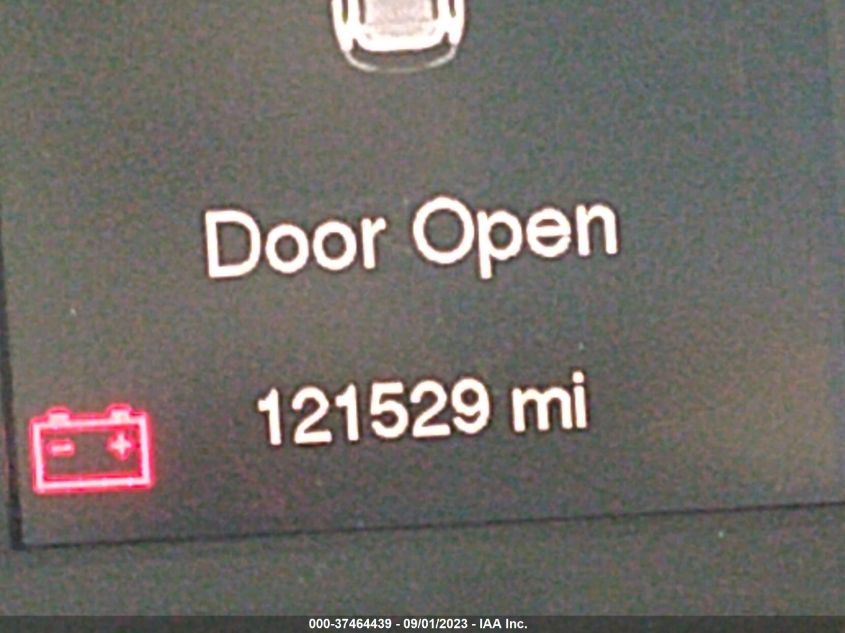 Door Open
121529 mi
000-37464439 - 09/01/2023 - IAA Inc.